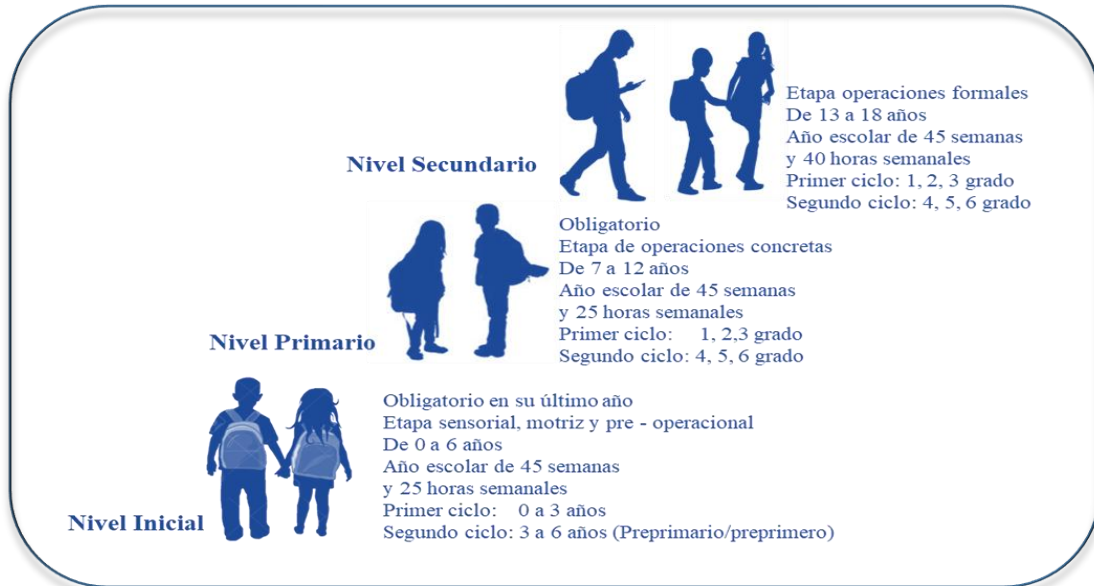 Etapa operaciones formales
De 13 a 18 años
Año escolar de 45 semanas
y 40 horas semanales
Primer ciclo: 1, 2, 3 grado
Segundo ciclo: 4, 5, 6 grado
Nivel Secundario
Obligatorio
Etapa de operaciones concretas
De 7 a 12 años
Año escolar de 45 semanas
y 25 horas semanales
Primer ciclo: 1, 2,3 grado
Segundo ciclo: 4, 5, 6 grado
Nivel Primario
Obligatorio en su último año
Etapa sensorial, motriz y pre - operacional
De 0 a 6 años
Año escolar de 45 semanas
y 25 horas semanales
Primer ciclo: 0 a 3 años
Segundo ciclo: 3 a 6 años (Preprimario/preprimero)
Nivel Inicial